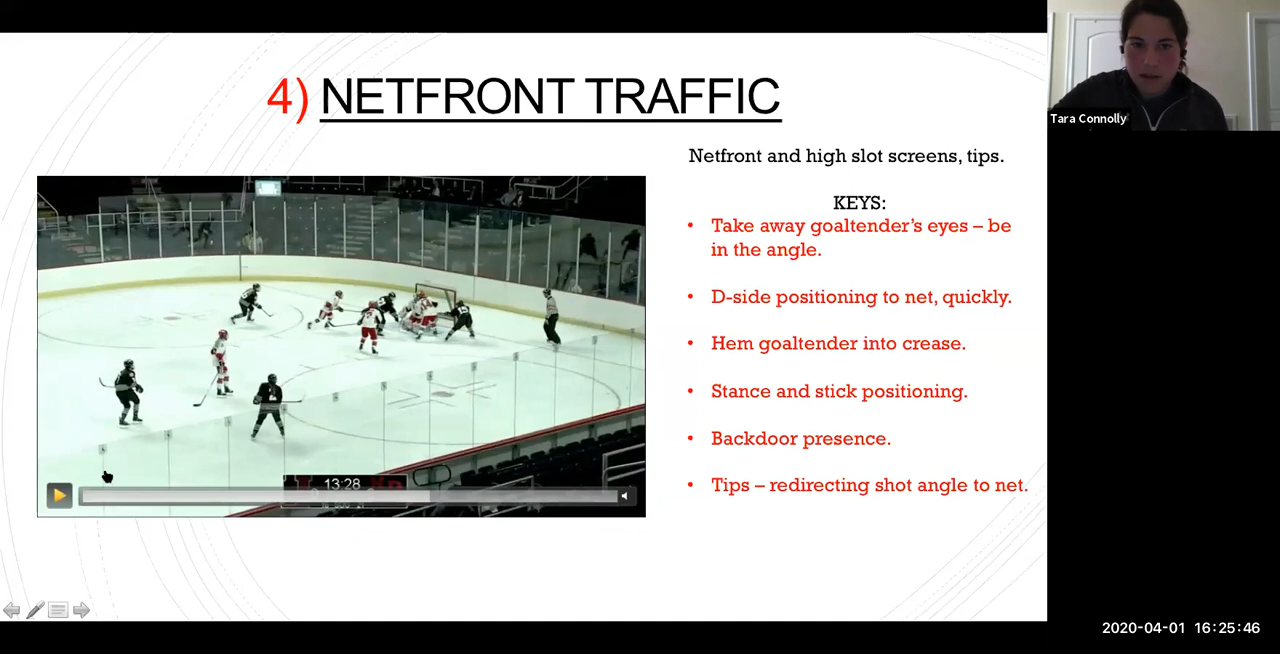 4) NETFRONT TRAFFIC
Tara Connolly
Netfront and high slot screens, tips.
KEYS:
• Take away goaltender’s eyes – be
in the angle.
• D-side positioning to net, quickly.
• Hem goaltender into crease.
• Stance and stick positioning.
• Backdoor presence.
• Tips – redirecting shot angle to net.
13:28
2020-04-01 16:25:46